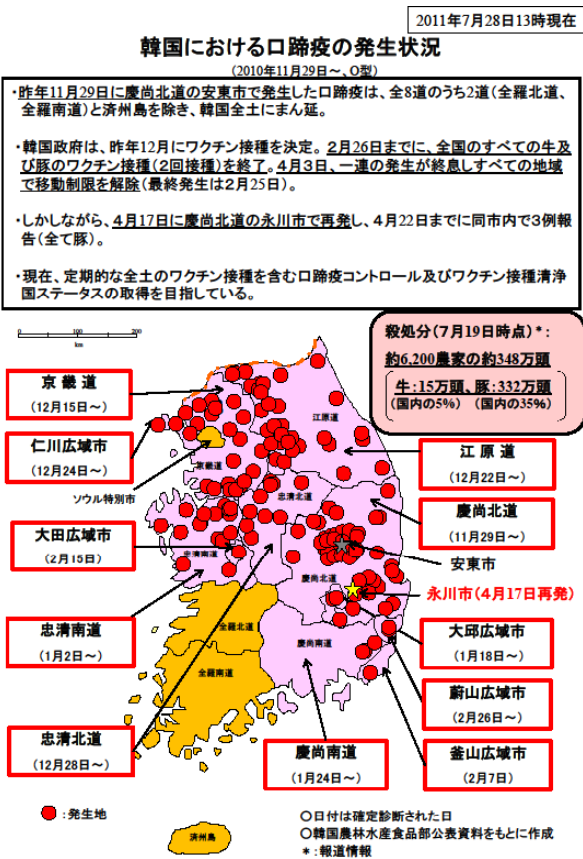 2011年7月28日13時現在
韓国における口蹄疫の発生状況
(2010年11月29日～、O型)
・昨年11月29日に慶尚北道の安東市で発生した口蹄疫は、全8道のうち2道(全羅北道、
全羅南道)と済州島を除き、韓国全土にまん延。
・韓国政府は、昨年12月にワクチン接種を決定。２月26日までに、全国のすべての牛及
び豚のワクチン接種(２回接種)を終了。４月３日、一連の発生が終息しすべての地域
で移動制限を解除(最終発生は２月25日)。
・しかしながら、４月17日に慶尚北道の永川市で再発し、４月22日までに同市内で３例報
告(全て豚)。
・現在、定期的な全土のワクチン接種を含む口蹄疫コントロール及びワクチン接種清浄
国ステータスの取得を目指している。
0 100 200
km
殺処分(７月19日時点)*：
約6,200農家の約348万頭
牛：15万頭、豚：332万頭
(国内の5%) (国内の35%)
京畿道
(12月15日～)
仁川広域市
(12月24日～)
ソウル特別市
大田広域市
(２月15日)
忠清南道
(１月２日～)
忠清北道
(12月28日～)
江原道
京畿道
忠清北道
忠清南道
慶尚北道
全羅北道
全羅南道
慶尚南道
江原道
(12月22日～)
慶尚北道
(11月29日～)
安東市
永川市(４月17日再発)
大邱広域市
(１月18日～)
蔚山広域市
(２月26日～)
釜山広域市
(２月７日)
慶尚南道
(１月24日～)
：発生地
済州島
○日付は確定診断された日
○韓国農林水産食品部公表資料をもとに作成
*：報道情報